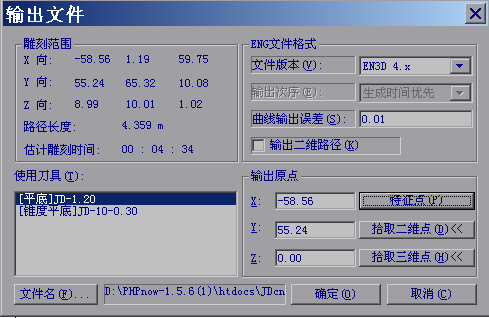 输出文件
雕刻范围
X 向: -58.56 1.19 59.75
Y 向: 55.24 65.32 10.08
Z 向: 8.99 10.01 1.02
路径长度: 4.359 m
估计雕刻时间: 00 : 04 : 34
ENG文件格式
文件版本(V): EN3D 4.x
输出次序(E): 生成时间优先
曲线输出误差(S): 0.01
输出二维路径(K)
使用刀具(T):
[平底]JD-1.20
[锥度平底]JD-10-0.30
输出原点
X: -58.56 特征点(P)
Y: 55.24 拾取二维点(D)<<
Z: 0.00 拾取三维点(H)<<
文件名(F)... D:\PHPnow-1.5.6(1)\htdocs\JDcn 确定(O) 取消(C)